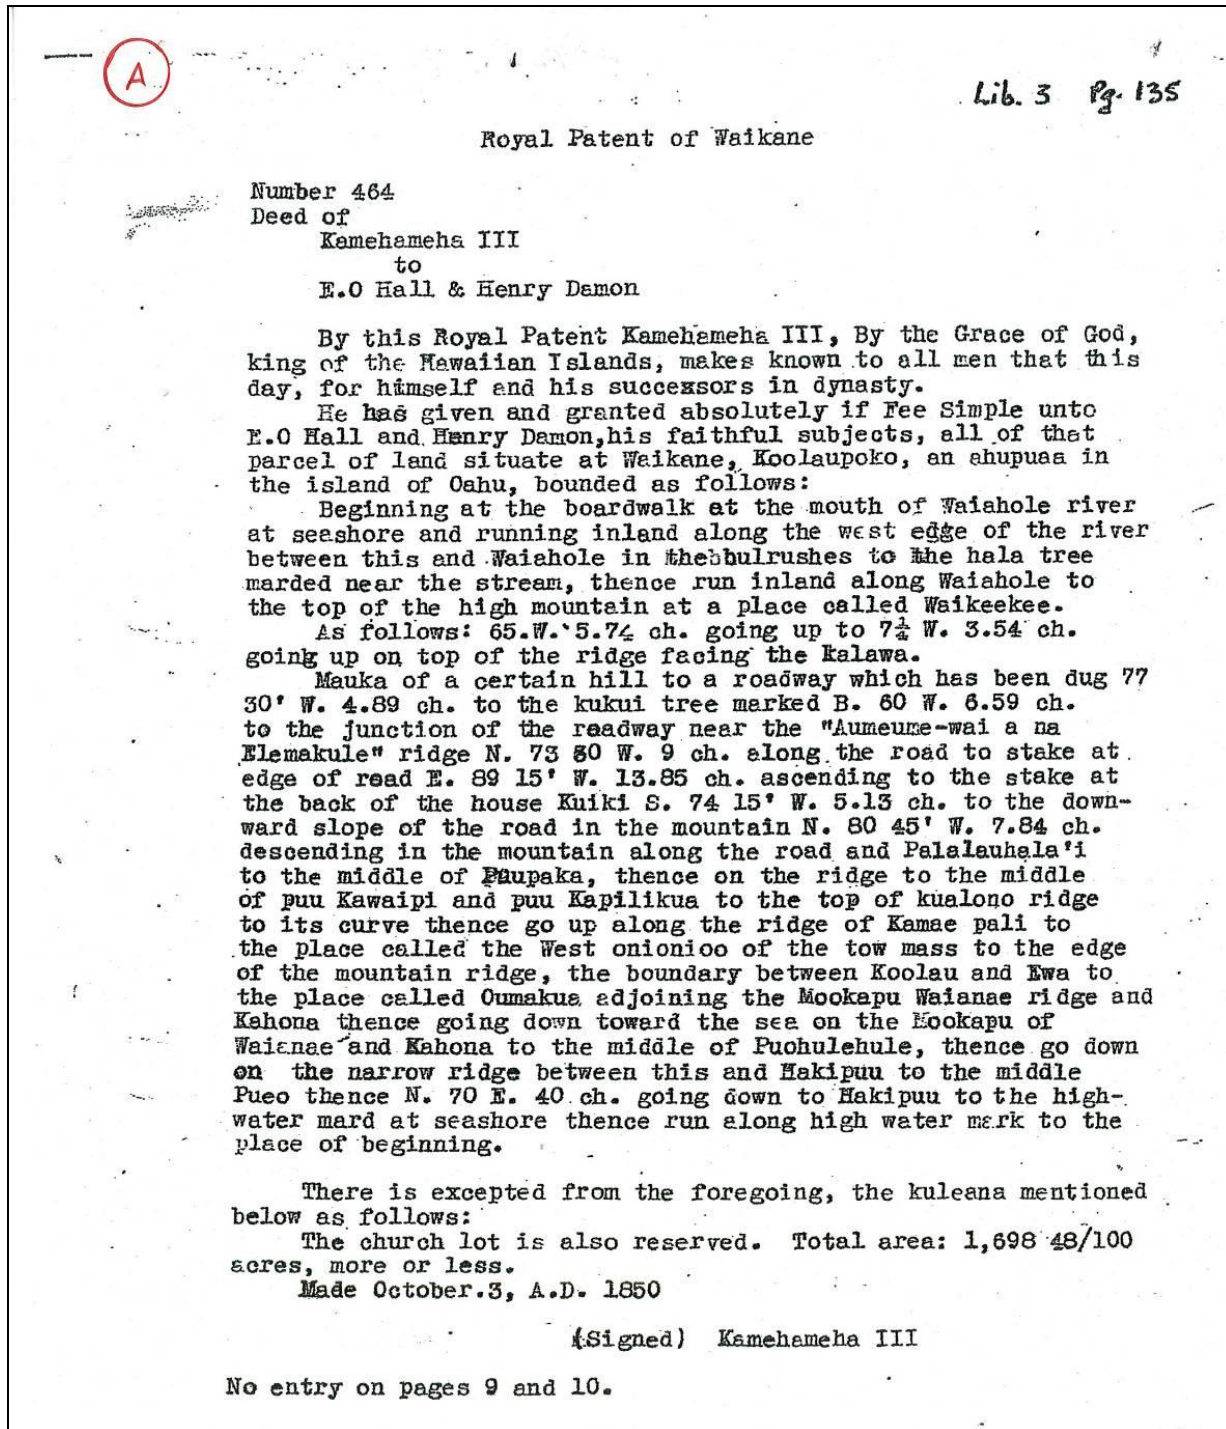 A
Lib. 3 Pg. 135
Royal Patent of Waikane
Number 464
Deed of
Kamehameha III
to
E.O Hall & Henry Damon
By this Royal Patent Kamehameha III, By the Grace of God,
king of the Hawaiian Islands, makes known to all men that this
day, for himself and his successors in dynasty.
He has given and granted absolutely if Fee Simple unto
E.O Hall and Henry Damon,his faithful subjects, all of that
parcel of land situate at Waikane, Koolaupoko, an ahupuaa in
the island of Oahu, bounded as follows:
Beginning at the boardwalk at the mouth of Waiahole river
at seashore and running inland along the west edge of the river
between this and Waiahole in thebbulrushes to the hala tree
marded near the stream, thence run inland along Waiahole to
the top of the high mountain at a place called Waikeekee.
As follows: 65.W. 5.74 ch. going up to 7¼ W. 3.54 ch.
going up on top of the ridge facing the Kalawa.
Mauka of a certain hill to a roadway which has been dug 77
30' W. 4.89 ch. to the kukui tree marked B. 60 W. 6.59 ch.
to the junction of the roadway near the "Aumeume-wai a na
Elemakule" ridge N. 73 30 W. 9 ch. along the road to stake at
edge of road E. 89 15' W. 13.85 ch. ascending to the stake at
the back of the house Kuiki S. 74 15' W. 5.13 ch. to the down-
ward slope of the road in the mountain N. 80 45' W. 7.84 ch.
descending in the mountain along the road and Palalauhala'i
to the middle of Puupaka, thence on the ridge to the middle
of puu Kawaipi and puu Kapilikua to the top of kualono ridge
to its curve thence go up along the ridge of Kamae pali to
the place called the West onionioo of the tow mass to the edge
of the mountain ridge, the boundary between Koolau and Ewa to
the place called Oumakua adjoining the Mookapu Waianae ridge and
Kahona thence going down toward the sea on the Mookapu of
Waianae and Kahona to the middle of Puohulehule, thence go down
on the narrow ridge between this and Hakipuu to the middle
Pueo thence N. 70 E. 40 ch. going down to Hakipuu to the high-
water mard at seashore thence run along high water mark to the
place of beginning.
There is excepted from the foregoing, the kuleana mentioned
below as follows:
The church lot is also reserved. Total area: 1,698 48/100
acres, more or less.
Made October.3, A.D. 1850
(Signed) Kamehameha III
No entry on pages 9 and 10.